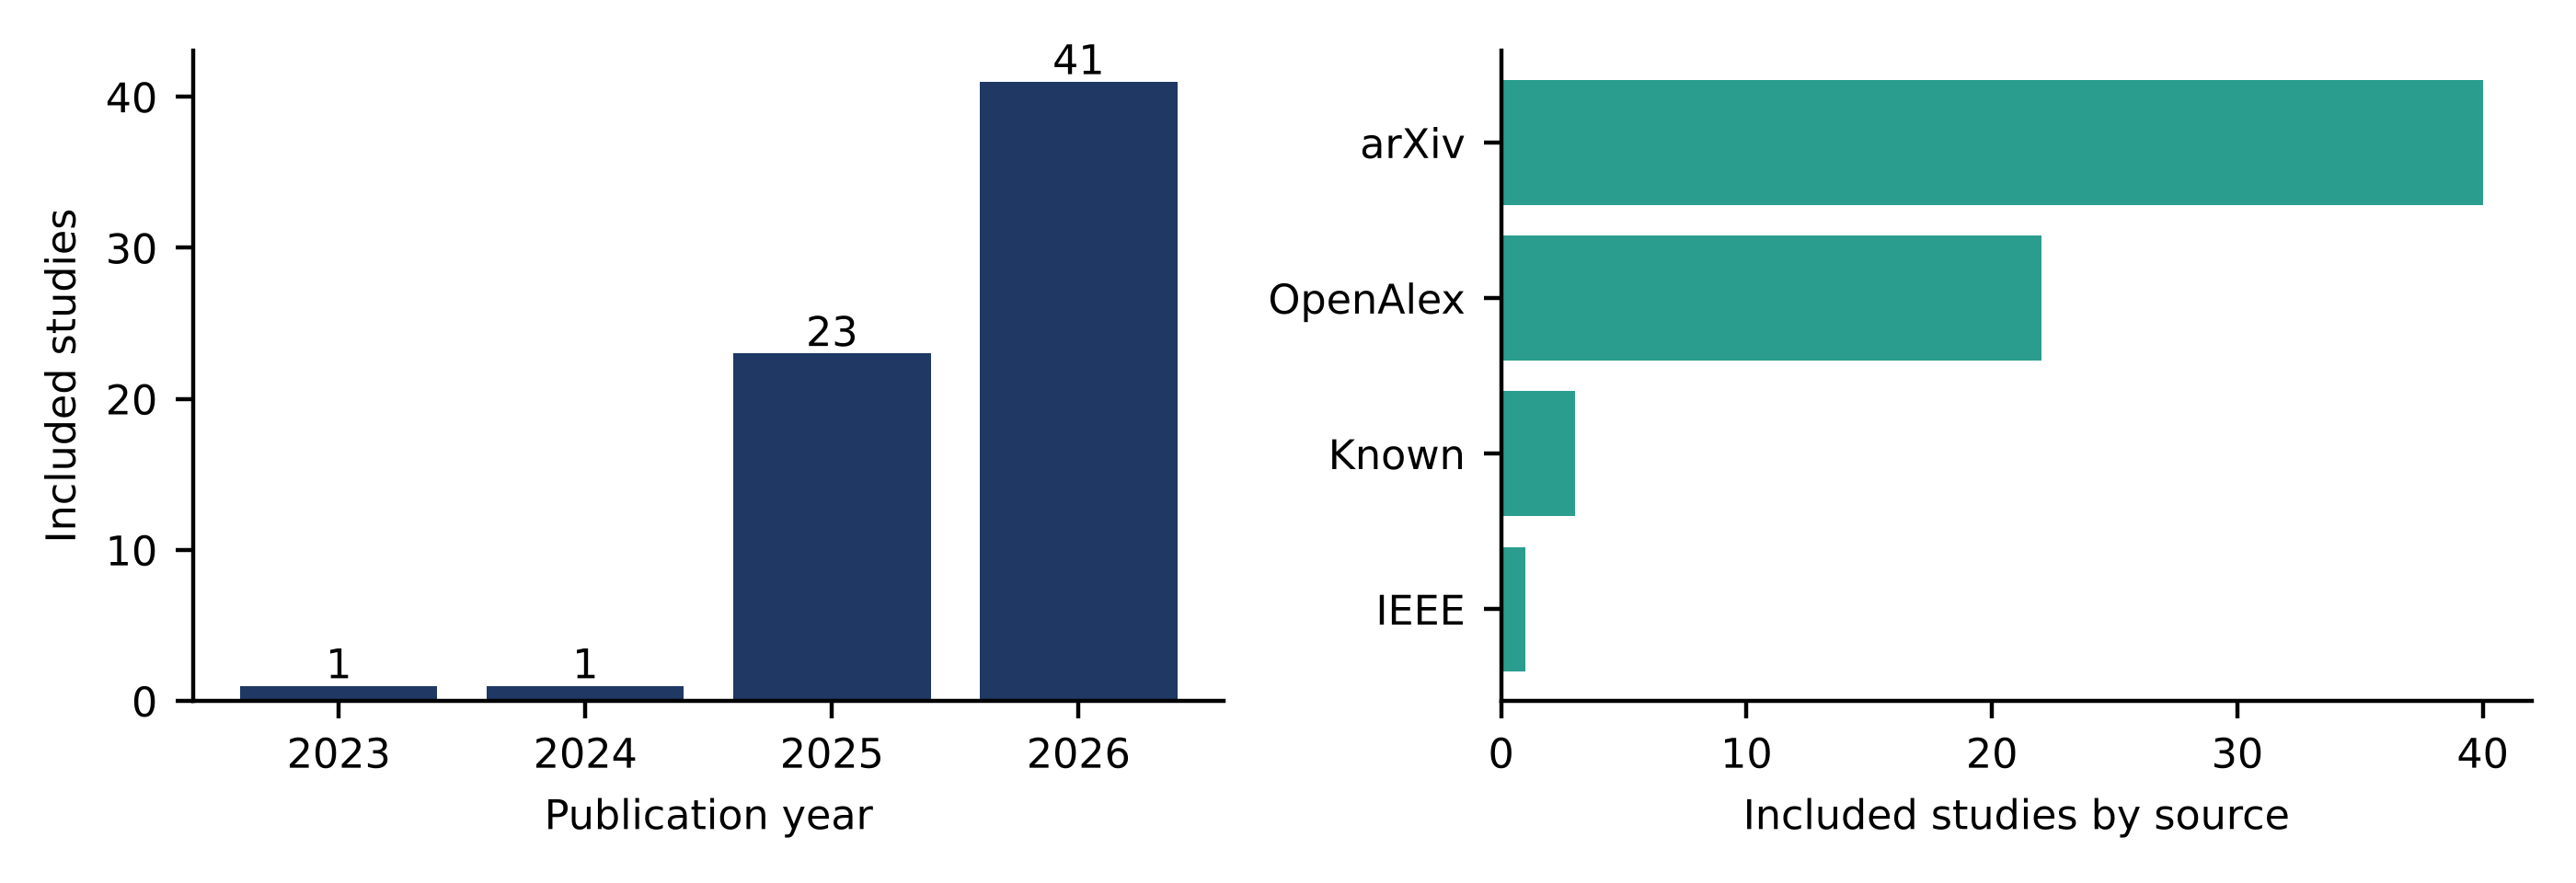 Included studies
40
30
20
10
0
1
1
23
41
2023 2024 2025 2026
Publication year
arXiv
OpenAlex
Known
IEEE
0 10 20 30 40
Included studies by source